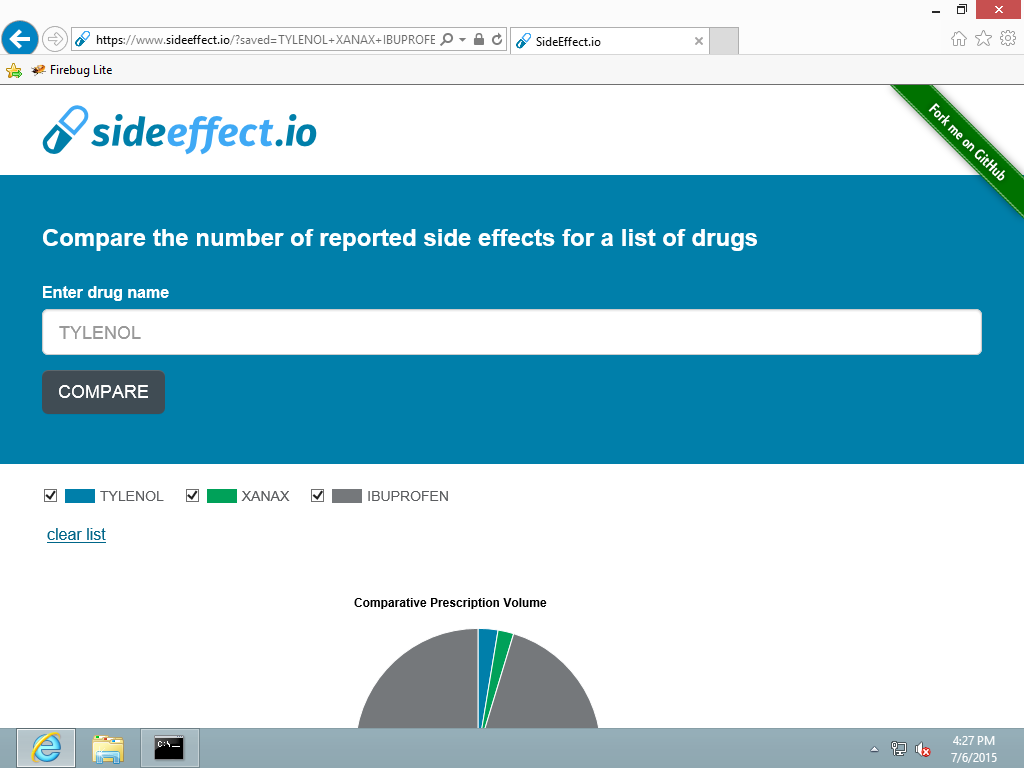 https://www.sideeffect.io/?saved=TYLENOL+XANAX+IBUPROFE
SideEffect.io
Firebug Lite
sideeffect.io
Fork me on GitHub
Compare the number of reported side effects for a list of drugs
Enter drug name
TYLENOL
COMPARE
TYLENOL
XANAX
IBUPROFEN
clear list
Comparative Prescription Volume
C:\_
4:27 PM
7/6/2015